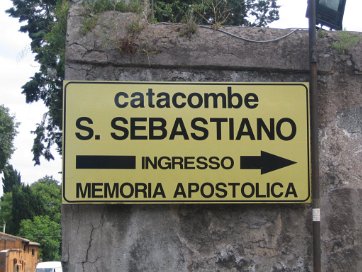 catacombe
S. SEBASTIANO
INGRESSO
MEMORIA APOSTOLICA